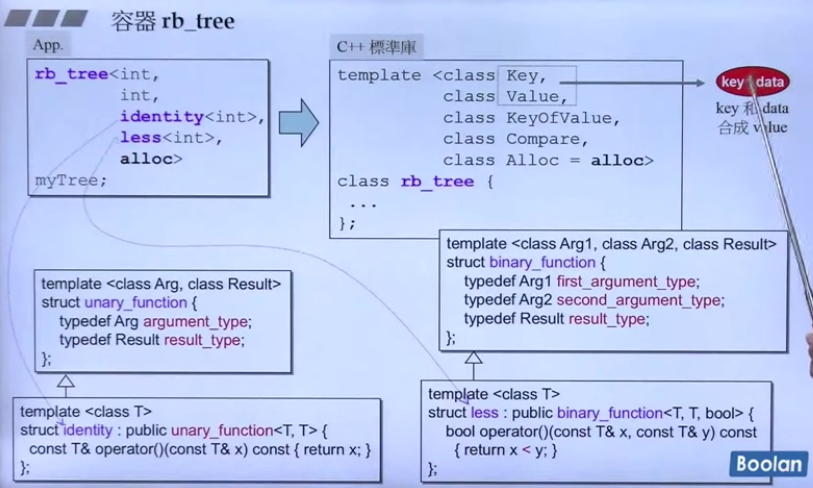 容器 rb_tree
App.
rb_tree<int,
int,
identity<int>,
less<int>,
alloc>
myTree;
C++ 標準庫
template <class Key,
class Value,
class KeyOfValue,
class Compare,
class Alloc = alloc>
class rb_tree {
...
};
key data
key 和 data
合成 value
template <class Arg, class Result>
struct unary_function {
typedef Arg argument_type;
typedef Result result_type;
};
template <class Arg1, class Arg2, class Result>
struct binary_function {
typedef Arg1 first_argument_type;
typedef Arg2 second_argument_type;
typedef Result result_type;
};
template <class T>
struct identity : public unary_function<T, T> {
const T& operator()(const T& x) const { return x; }
};
template <class T>
struct less : public binary_function<T, T, bool> {
bool operator()(const T& x, const T& y) const
{ return x < y; }
};
Boolan